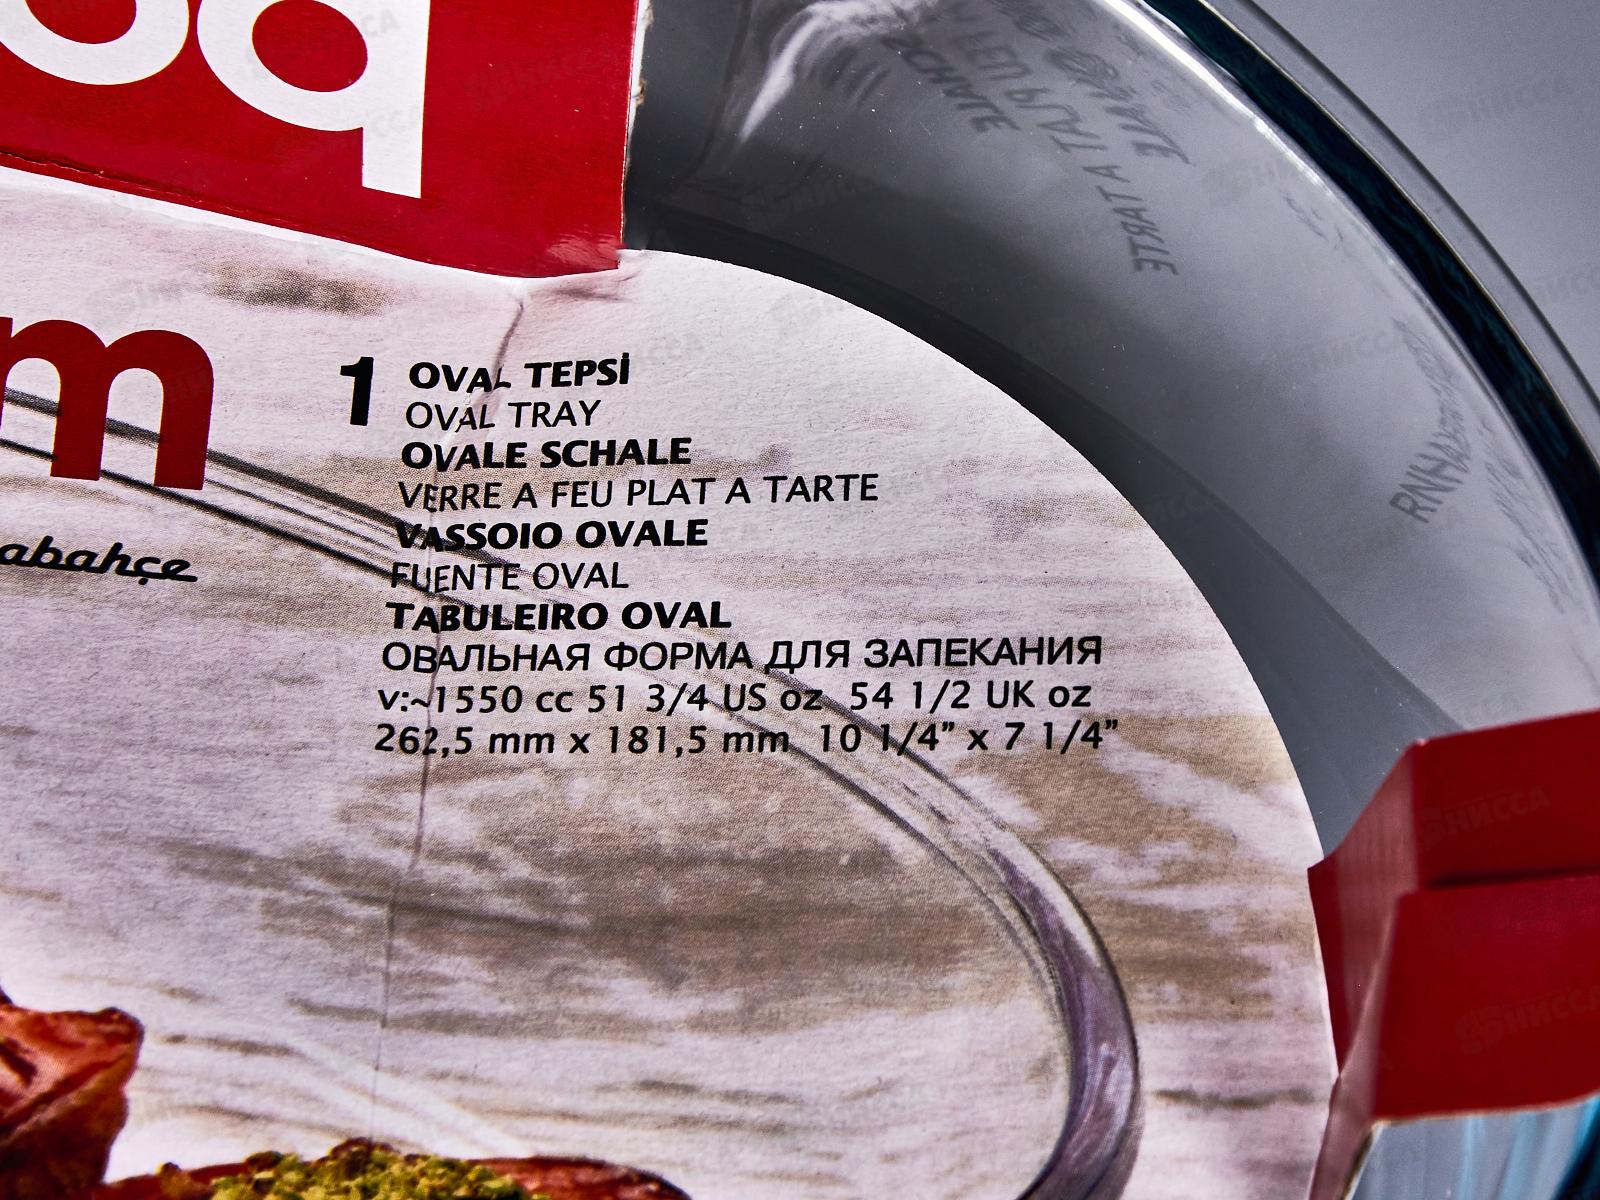 m
abahçe
1
OVAL TEPSİ
OVAL TRAY
OVALE SCHALE
VERRE A FEU PLAT A TARTE
VASSOIO OVALE
FUENTE OVAL
TABULEIRO OVAL
ОВАЛЬНАЯ ФОРМА ДЛЯ ЗАПЕКАНИЯ
v:~1550 cc 51 3/4 US oz 54 1/2 UK oz
262,5 mm x 181,5 mm 10 1/4” x 7 1/4”
НИССА